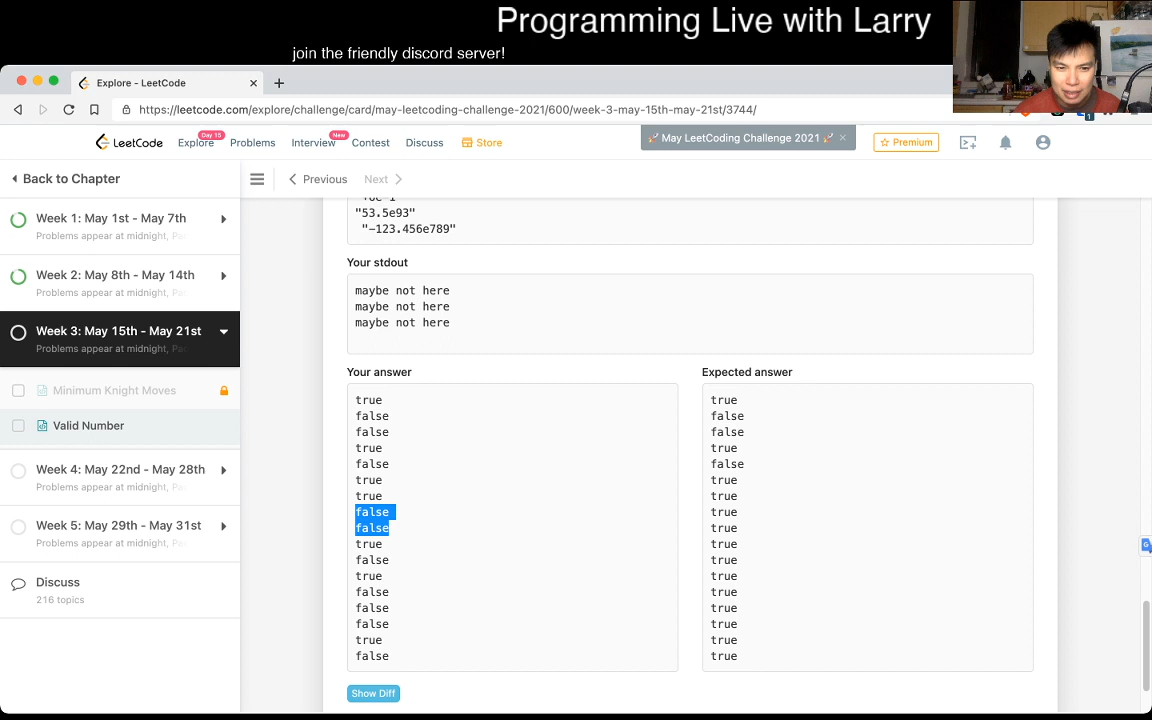 Programming Live with Larry
join the friendly discord server!
Explore - LeetCode
https://leetcode.com/explore/challenge/card/may-leetcoding-challenge-2021/600/week-3-may-15th-may-21st/3744/
LeetCode
Explore
Day 15
Problems
Interview
New
Contest
Discuss
Store
🚀 May LeetCoding Challenge 2021 🚀
Premium
Back to Chapter
Previous
Next
Week 1: May 1st - May 7th
Problems appear at midnight,
Week 2: May 8th - May 14th
Problems appear at midnight,
Week 3: May 15th - May 21st
Problems appear at midnight,
Minimum Knight Moves
Valid Number
Week 4: May 22nd - May 28th
Problems appear at midnight,
Week 5: May 29th - May 31st
Problems appear at midnight,
Discuss
216 topics
"53.5e93"
"-123.456e789"
Your stdout
maybe not here
maybe not here
maybe not here
Your answer
true
false
false
true
false
true
true
false
false
true
false
true
false
false
false
true
false
Expected answer
true
false
false
true
false
true
true
true
true
true
true
true
true
true
true
true
true
Show Diff